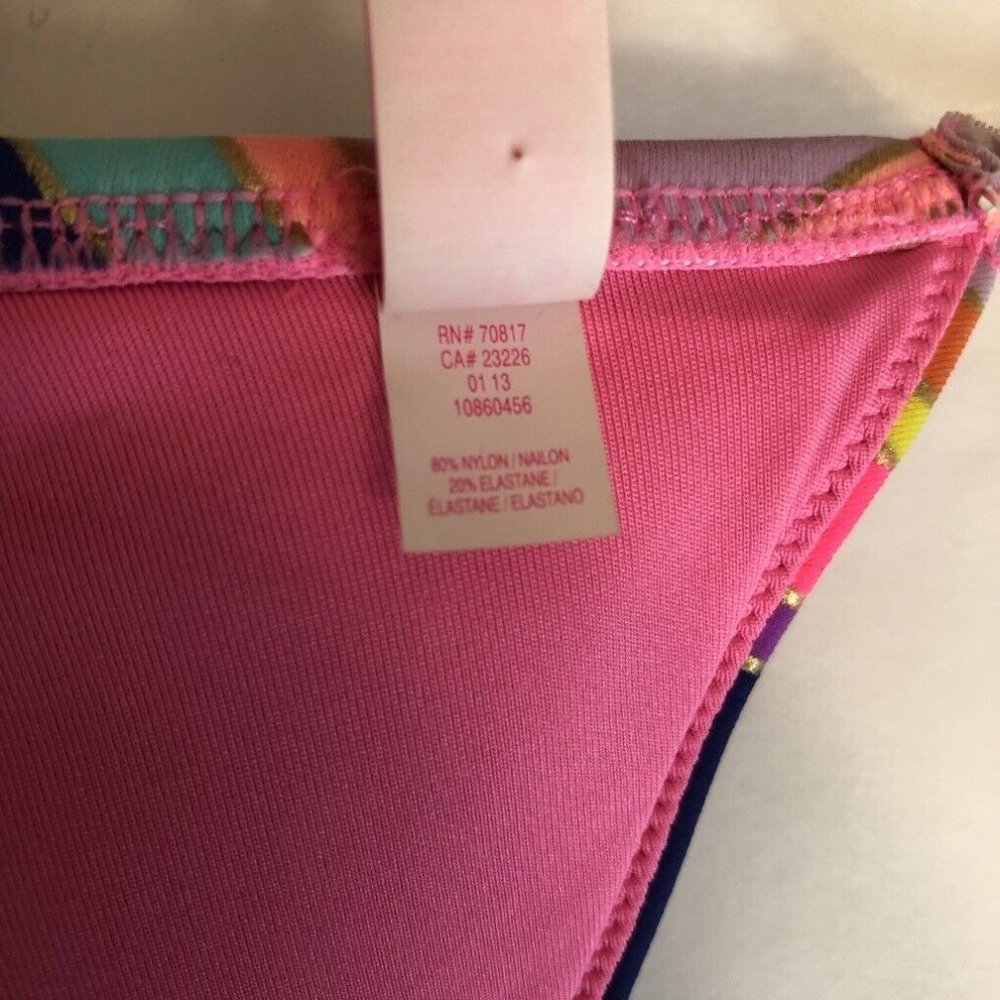 RN# 70817
CA# 23226
01 13
10860456
80% NYLON / NAILON
20% ELASTANE /
ÉLASTANE / ELASTANO